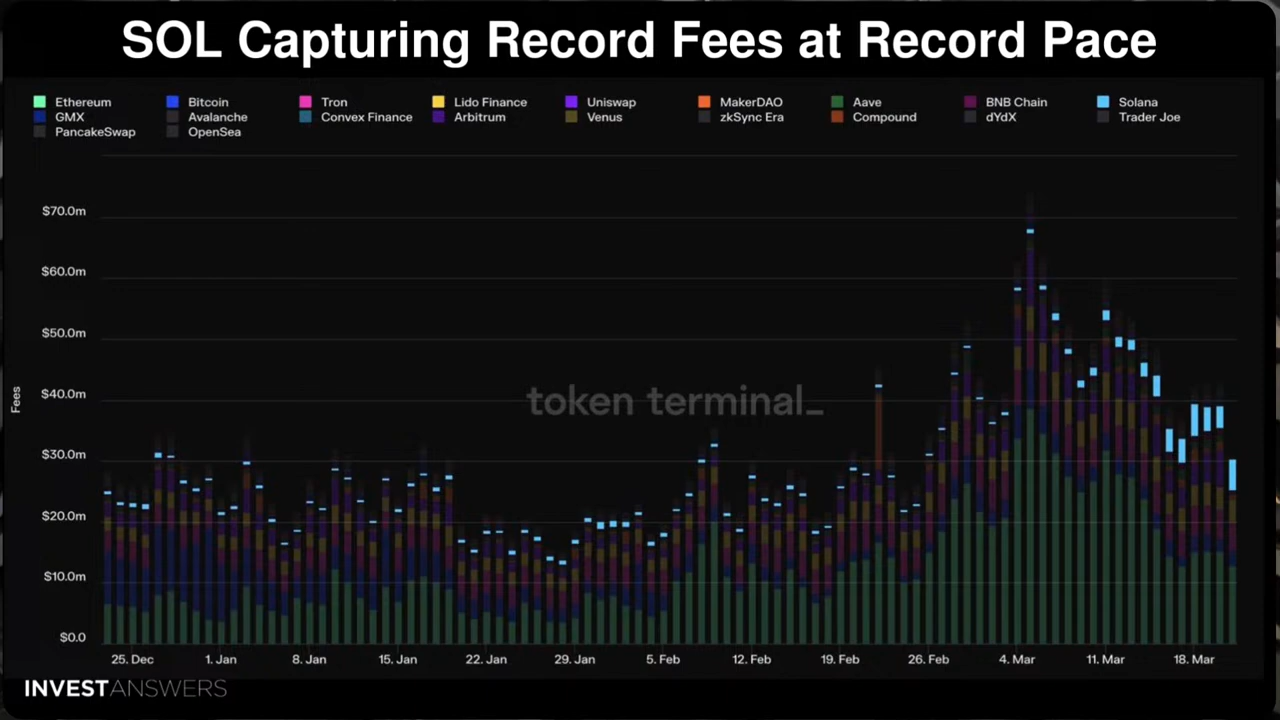 SOL Capturing Record Fees at Record Pace
Ethereum Bitcoin Tron Lido Finance Uniswap MakerDAO Aave BNB Chain Solana
GMX Avalanche Convex Finance Arbitrum Venus zkSync Era Compound dYdX Trader Joe
PancakeSwap OpenSea
$70.0m
$60.0m
$50.0m
$40.0m
$30.0m
$20.0m
$10.0m
$0.0
Fees
token terminal_
25. Dec 1. Jan 8. Jan 15. Jan 22. Jan 29. Jan 5. Feb 12. Feb 19. Feb 26. Feb 4. Mar 11. Mar 18. Mar
INVESTANSWERS